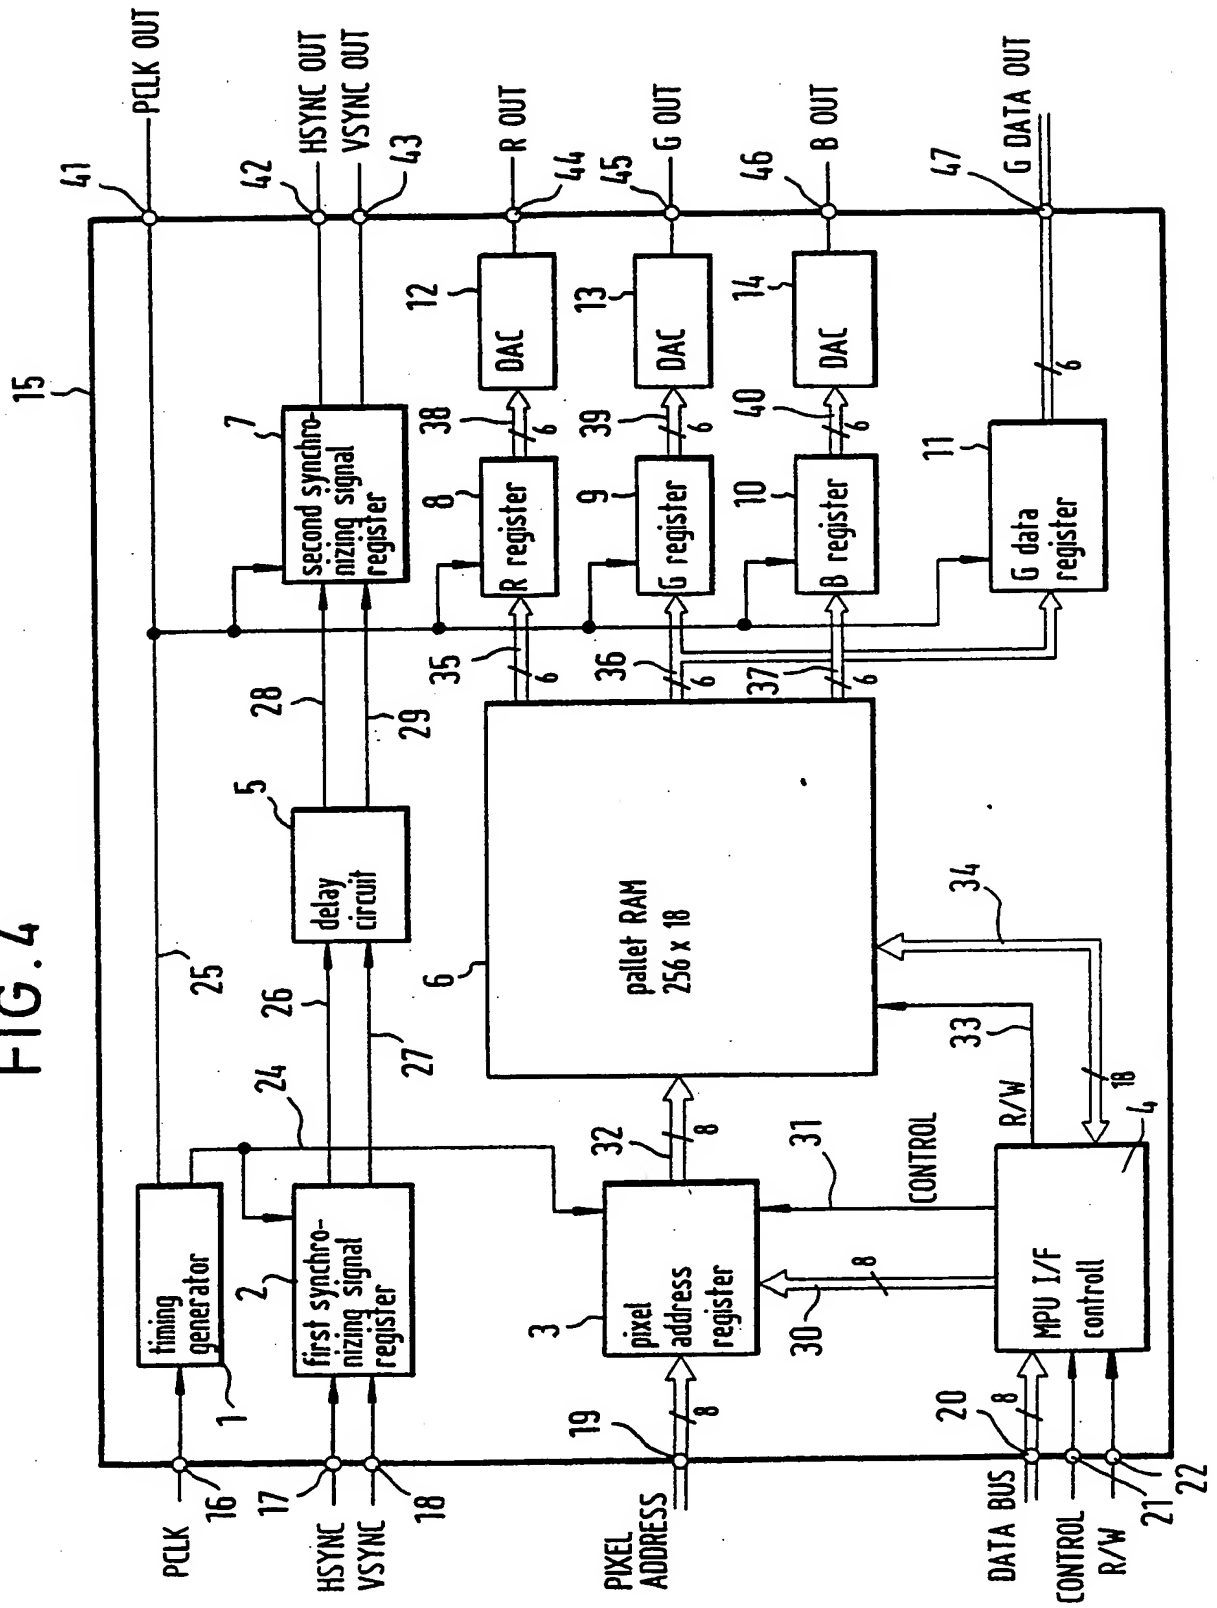 FIG. 4
15
PCLK
16
1
timing
generator
25
41
PCLK OUT
HSYNC
VSYNC
17
18
2
first synchro-
nizing signal
register
24
26
27
5
delay
circuit
28
29
7
second synchro-
nizing signal
register
42
43
HSYNC OUT
VSYNC OUT
PIXEL
ADDRESS
19
8
3
pixel
address
register
32
8
6
pallet RAM
256 x 18
35
6
8
R register
38
6
12
DAC
44
R OUT
36
6
9
G register
39
6
13
DAC
45
G OUT
37
6
10
B register
40
6
14
DAC
46
B OUT
30
8
31
CONTROL
R/W
33
34
18
DATA BUS
CONTROL
R/W
20
21
22
8
MPU I/F
controll
4
11
G data
register
6
47
G DATA OUT